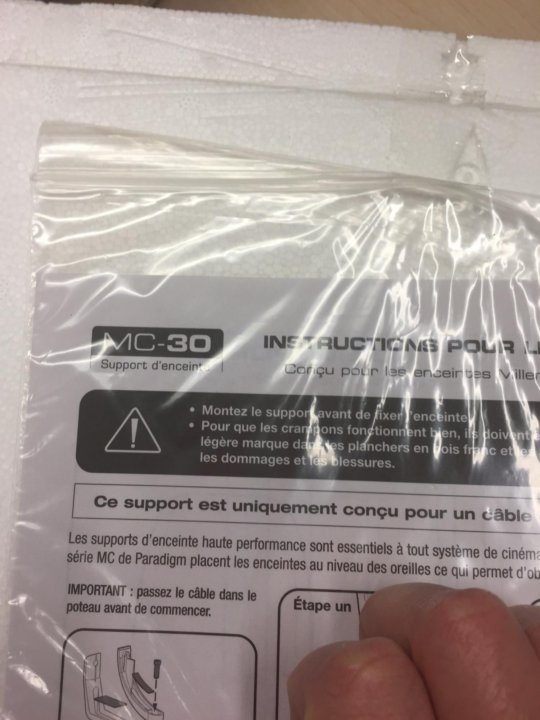 MC-30
Support d'enceinte
INSTRUCTIONS POUR
Conçu pour les enceintes
• Montez le support avant de fixer l'enceinte
• Pour que les crampons fonctionnent bien, ils doivent
légère marque dans les planchers en bois franc et
les dommages et les blessures.
Ce support est uniquement conçu pour un câble
Les supports d'enceinte haute performance sont essentiels à tout système de
série MC de Paradigm placent les enceintes au niveau des oreilles ce qui permet
IMPORTANT : passez le câble dans le
poteau avant de commencer.
Étape un